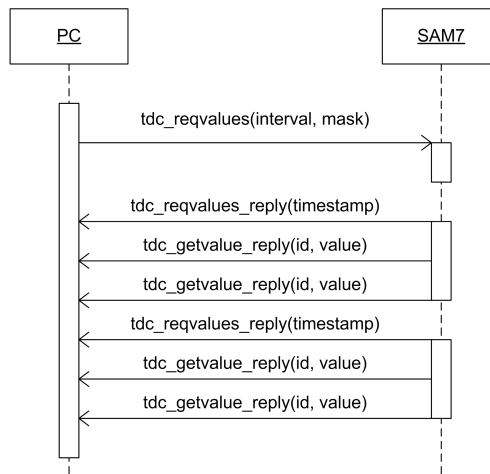 PC
SAM7
tdc_reqvalues(interval, mask)
tdc_reqvalues_reply(timestamp)
tdc_getvalue_reply(id, value)
tdc_getvalue_reply(id, value)
tdc_reqvalues_reply(timestamp)
tdc_getvalue_reply(id, value)
tdc_getvalue_reply(id, value)